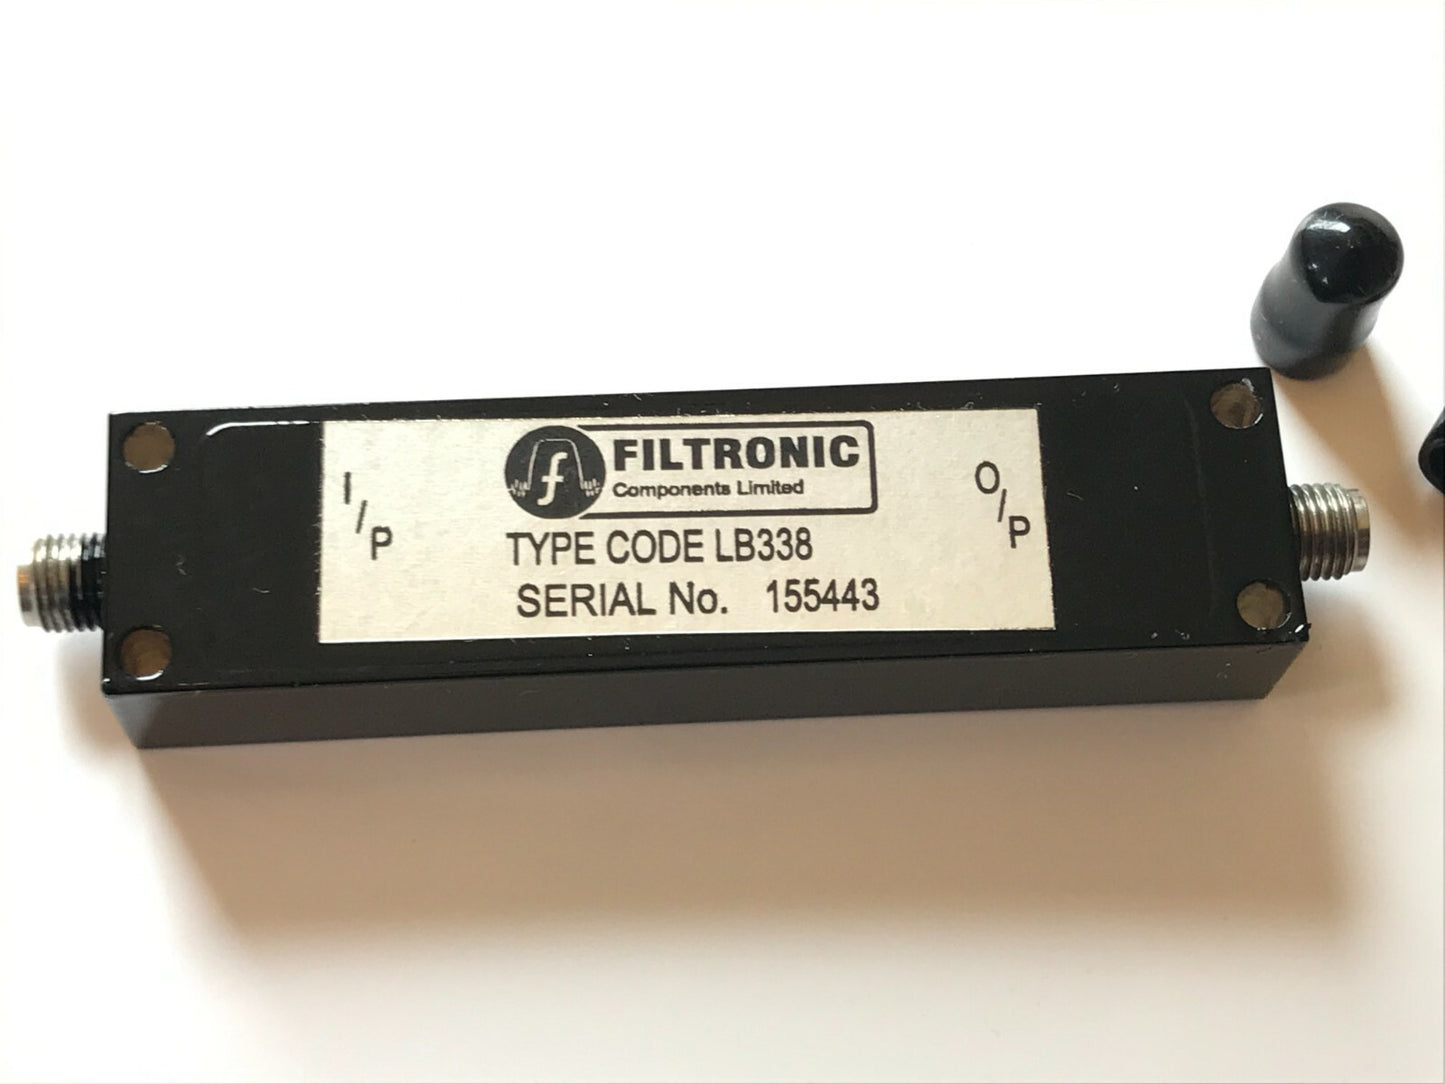 I/P
f
FILTRONIC
Components Limited
O/P
TYPE CODE LB338
SERIAL No. 155443